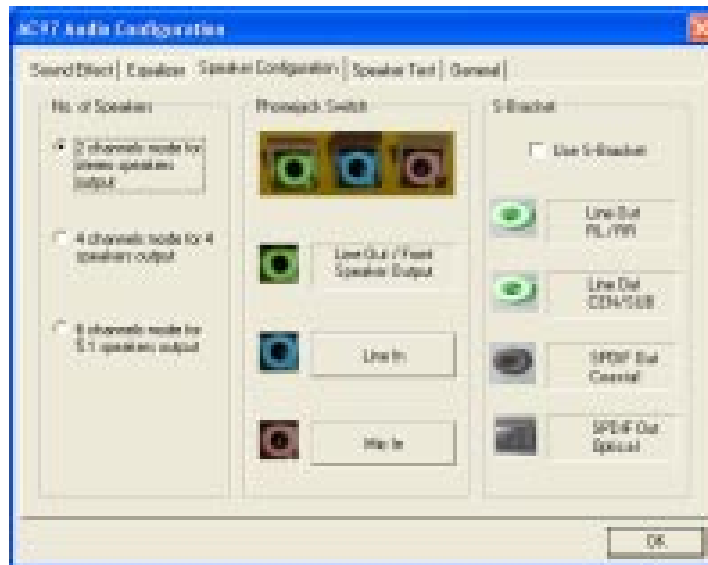 AC97 Audio Configuration
Sound Effect Equalizer Speaker Configuration Speaker Test General
No. of Speakers
2 channels mode for
stereo speakers
output
4 channels mode for 4
speakers output
6 channels mode for
5.1 speakers output
Phonejack Switch
Line Out / Front
Speaker Output
Line In
Mic In
S-Bracket
Use S-Bracket
Line Out
RL/RR
Line Out
CEN/SUB
SPDIF Out
Coaxial
SPDIF Out
Optical
OK